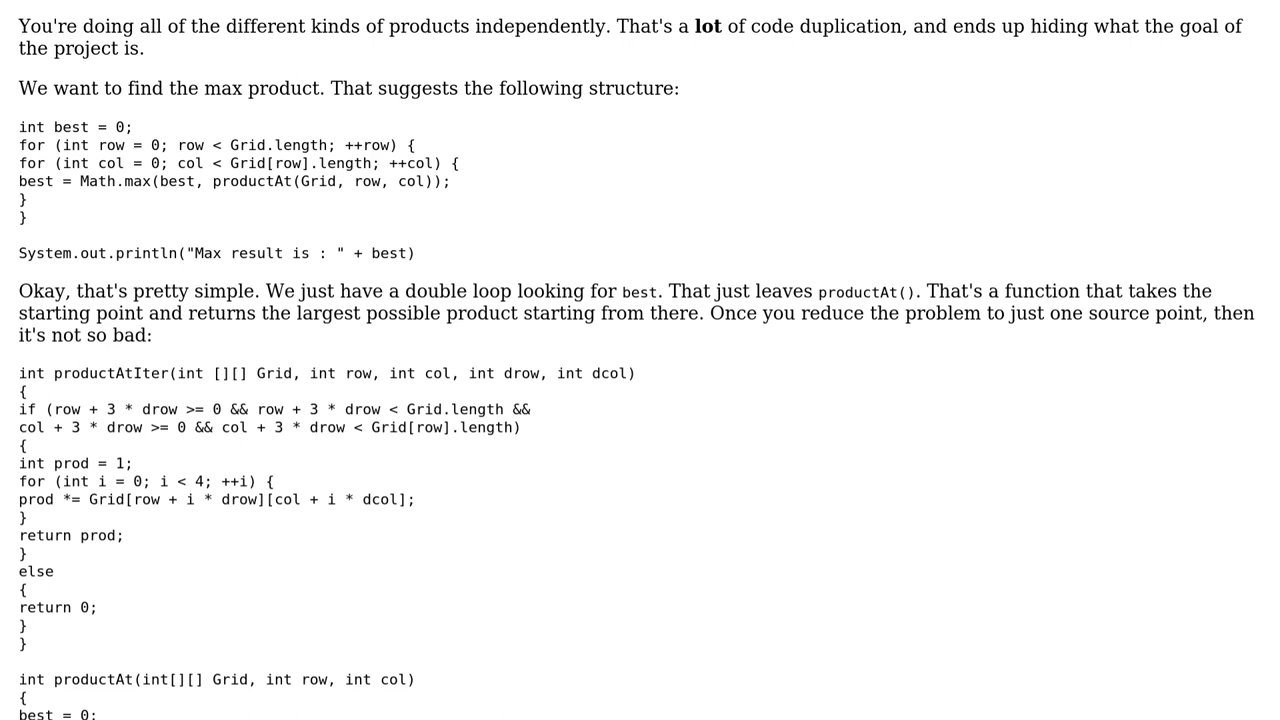 You're doing all of the different kinds of products independently. That's a lot of code duplication, and ends up hiding what the goal of
the project is.
We want to find the max product. That suggests the following structure:
int best = 0;
for (int row = 0; row < Grid.length; ++row) {
for (int col = 0; col < Grid[row].length; ++col) {
best = Math.max(best, productAt(Grid, row, col));
}
}
System.out.println("Max result is : " + best)
Okay, that's pretty simple. We just have a double loop looking for best. That just leaves productAt(). That's a function that takes the
starting point and returns the largest possible product starting from there. Once you reduce the problem to just one source point, then
it's not so bad:
int productAtIter(int [][] Grid, int row, int col, int drow, int dcol)
{
if (row + 3 * drow >= 0 && row + 3 * drow < Grid.length &&
col + 3 * drow >= 0 && col + 3 * drow < Grid[row].length)
{
int prod = 1;
for (int i = 0; i < 4; ++i) {
prod *= Grid[row + i * drow][col + i * dcol];
}
return prod;
}
else
{
return 0;
}
}
int productAt(int[][] Grid, int row, int col)
{
best = 0;